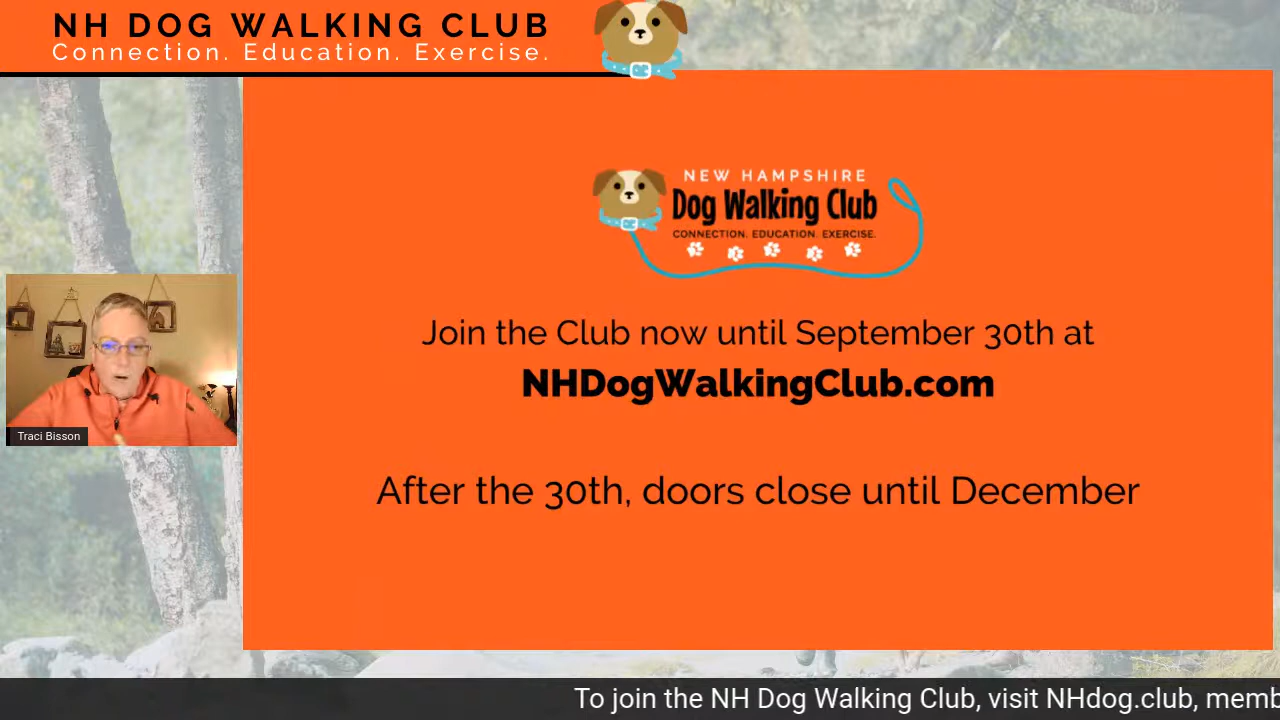 NH DOG WALKING CLUB
Connection. Education. Exercise.
NEW HAMPSHIRE
Dog Walking Club
CONNECTION. EDUCATION. EXERCISE.
Join the Club now until September 30th at
NHDogWalkingClub.com
After the 30th, doors close until December
Traci Bisson
To join the NH Dog Walking Club, visit NHdog.club, memb